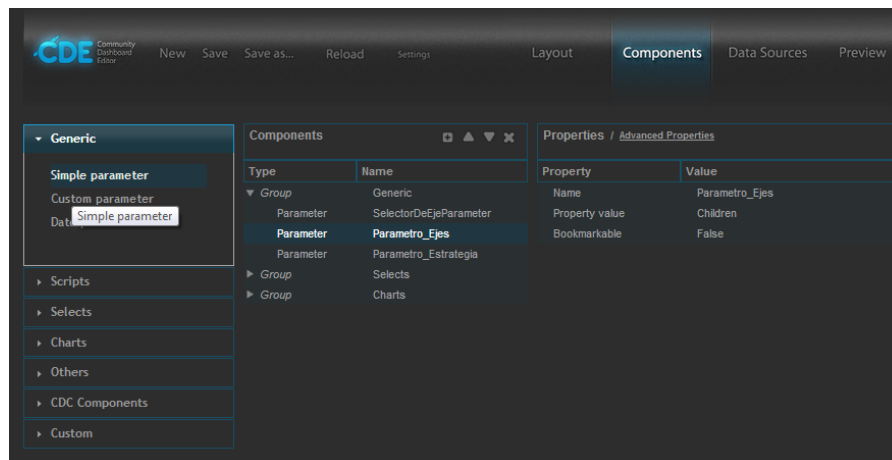 CDE Community Dashboard Editor New Save Save as... Reload Settings Layout Components Data Sources Preview
Generic
Simple parameter
Custom parameter
Dat
Simple parameter
Scripts
Selects
Charts
Others
CDC Components
Custom
Components
Type Name
Group Generic
Parameter SelectorDeEjeParameter
Parameter Parametro_Ejes
Parameter Parametro_Estrategia
Group Selects
Group Charts
Properties / Advanced Properties
Property Value
Name Parametro_Ejes
Property value Children
Bookmarkable False